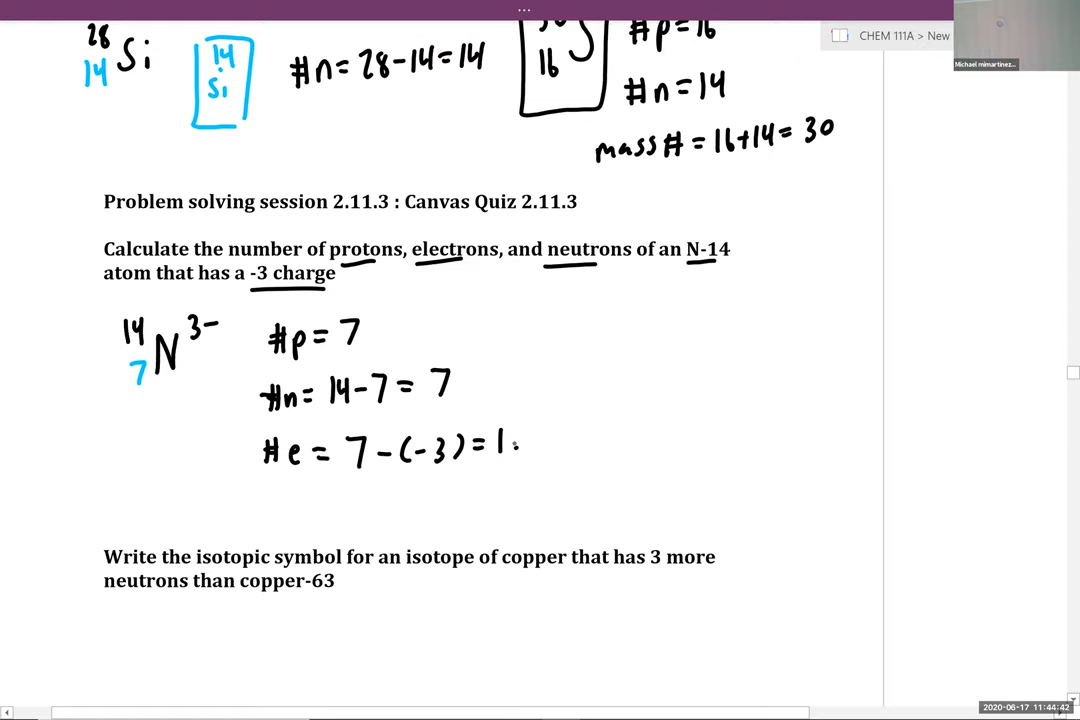 28
14 Si
14
Si
#n = 28-14 = 14
16
#p = 16
#n = 14
mass # = 16+14 = 30
CHEM 111A > New
Michael mimartinez...
Problem solving session 2.11.3 : Canvas Quiz 2.11.3
Calculate the number of protons, electrons, and neutrons of an N-14
atom that has a -3 charge
14 N 3-
7
#p = 7
#n = 14-7 = 7
#e = 7-(-3) = 1
Write the isotopic symbol for an isotope of copper that has 3 more
neutrons than copper-63
2020-06-17 11:44:42